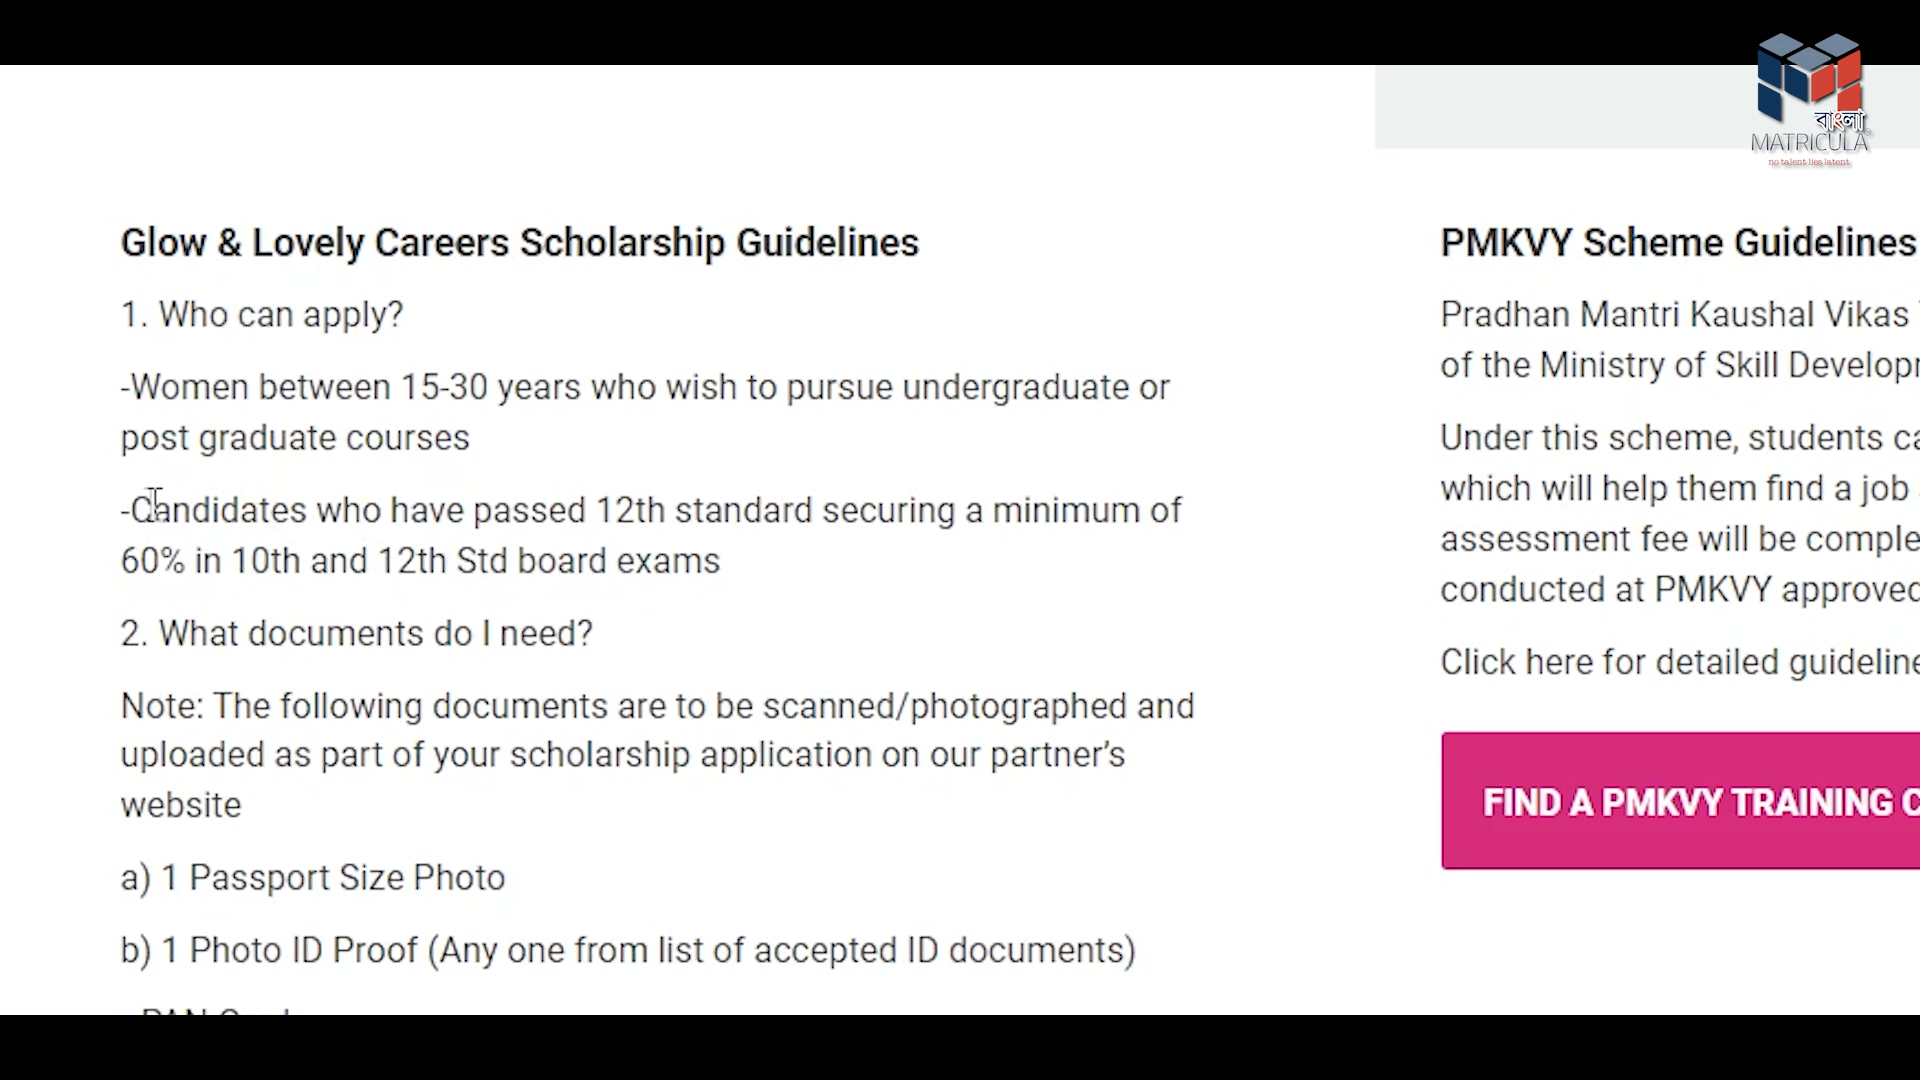 বাংলা
MATRICULA
no talent lies latent
Glow & Lovely Careers Scholarship Guidelines
1. Who can apply?
-Women between 15-30 years who wish to pursue undergraduate or
post graduate courses
-Candidates who have passed 12th standard securing a minimum of
60% in 10th and 12th Std board exams
2. What documents do I need?
Note: The following documents are to be scanned/photographed and
uploaded as part of your scholarship application on our partner’s
website
a) 1 Passport Size Photo
b) 1 Photo ID Proof (Any one from list of accepted ID documents)
PMKVY Scheme Guidelines
Pradhan Mantri Kaushal Vikas
of the Ministry of Skill
Under this scheme, students
which will help them find a job
assessment fee will be
conducted at PMKVY
Click here for detailed
FIND A PMKVY TRAINING